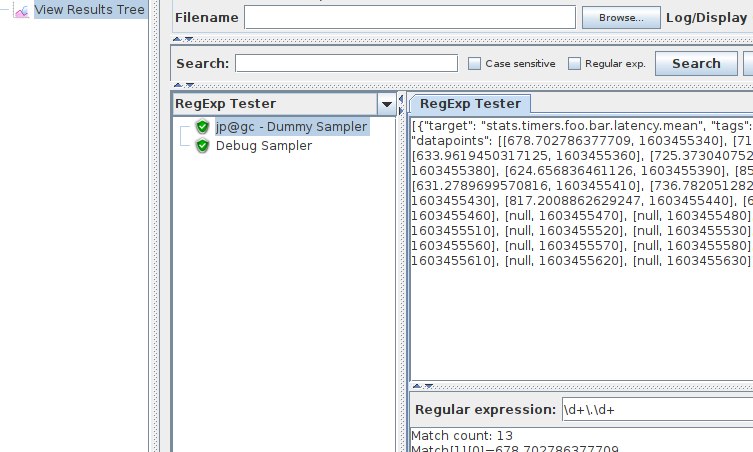 View Results Tree
Filename
Browse...
Log/Display
Search:
Case sensitive
Regular exp.
Search
RegExp Tester
jp@gc - Dummy Sampler
Debug Sampler
RegExp Tester
[{"target": "stats.timers.foo.bar.latency.mean", "tags":
"datapoints": [[678.702786377709, 1603455340], [71
[633.9619450317125, 1603455360], [725.373040752
1603455380], [624.656836461126, 1603455390], [85
[631.2789699570816, 1603455410], [736.782051282
1603455430], [817.2008862629247, 1603455440], [6
1603455460], [null, 1603455470], [null, 1603455480]
1603455510], [null, 1603455520], [null, 1603455530]
1603455560], [null, 1603455570], [null, 1603455580]
1603455610], [null, 1603455620], [null, 1603455630]
Regular expression:
\d+\.\d+
Match count: 13
Match[1][0]=678.702786377709